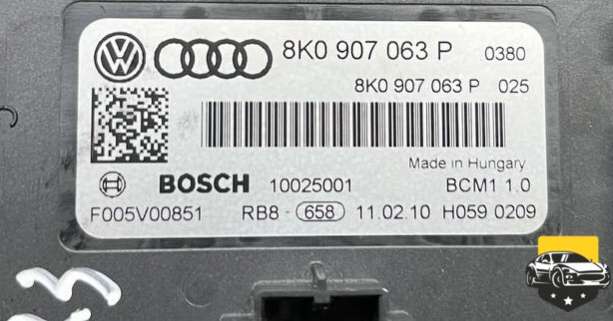 8K0 907 063 P 0380
8K0 907 063 P 025
Made in Hungary
BOSCH 10025001 BCM1 1.0
F005V00851 RB8 - 658 11.02.10 H059 0209